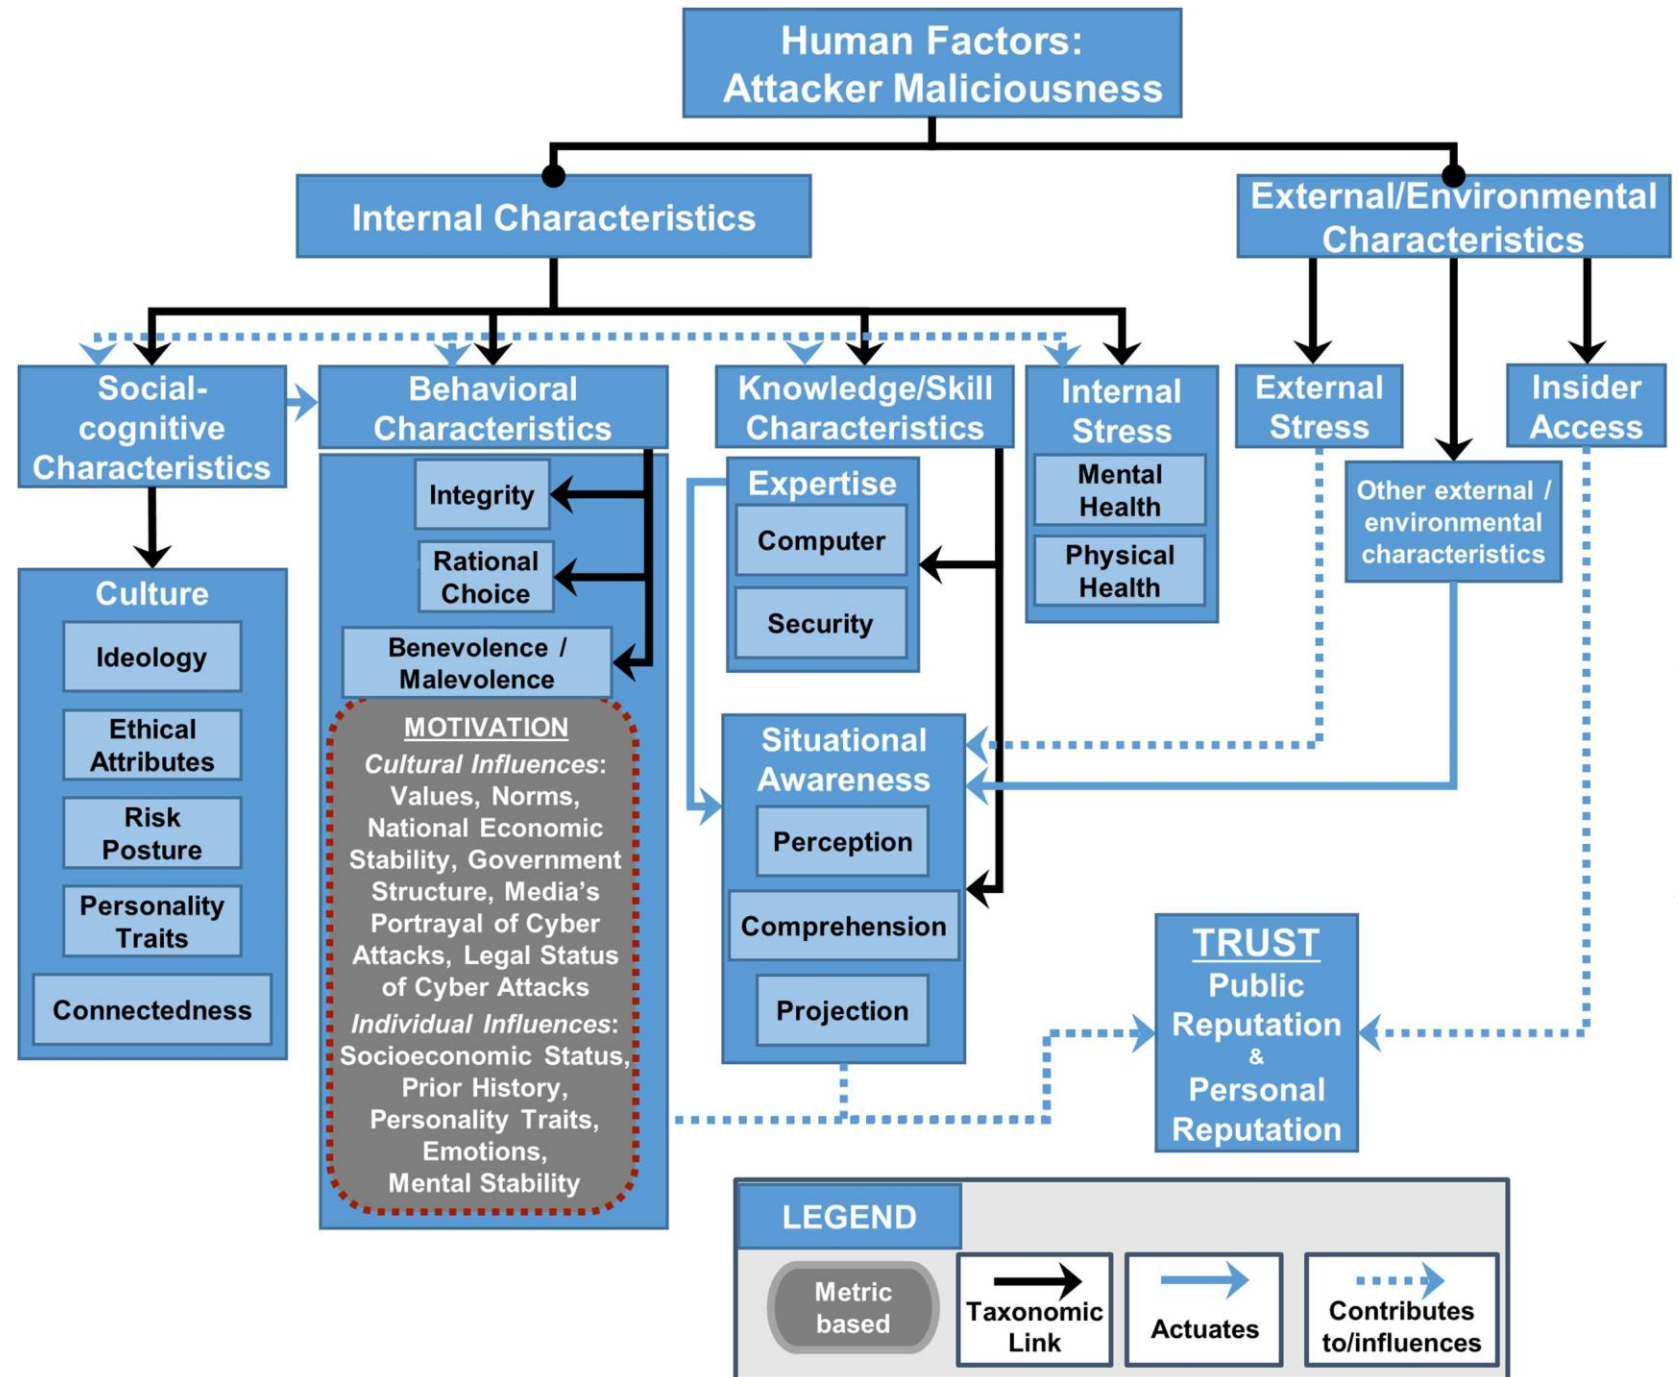 Human Factors:
Attacker Maliciousness
Internal Characteristics
External/Environmental
Characteristics
Social-
cognitive
Characteristics
Behavioral
Characteristics
Knowledge/Skill
Characteristics
Internal
Stress
External
Stress
Insider
Access
Culture
Ideology
Ethical
Attributes
Risk
Posture
Personality
Traits
Connectedness
Integrity
Rational
Choice
Benevolence /
Malevolence
MOTIVATION
Cultural Influences:
Values, Norms,
National Economic
Stability, Government
Structure, Media’s
Portrayal of Cyber
Attacks, Legal Status
of Cyber Attacks
Individual Influences:
Socioeconomic Status,
Prior History,
Personality Traits,
Emotions,
Mental Stability
Expertise
Computer
Security
Situational
Awareness
Perception
Comprehension
Projection
Mental
Health
Physical
Health
Other external /
environmental
characteristics
TRUST
Public
Reputation
&
Personal
Reputation
LEGEND
Metric
based
Taxonomic
Link
Actuates
Contributes
to/influences